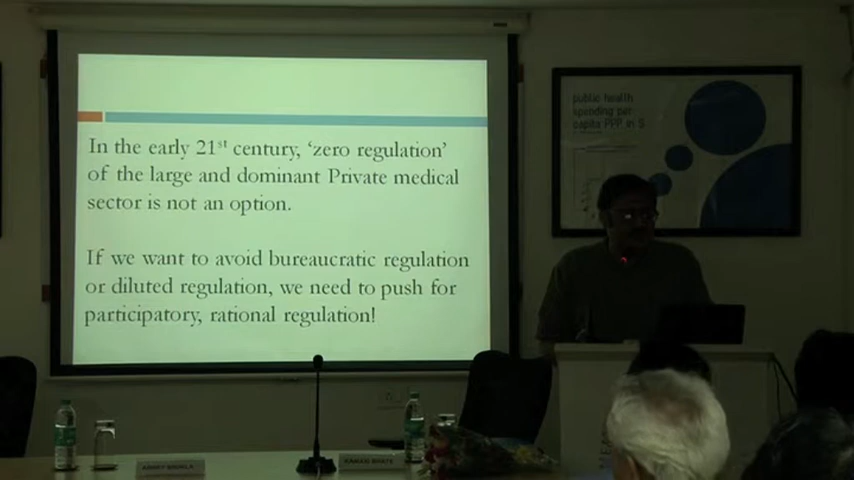 In the early 21st century, ‘zero regulation’
of the large and dominant Private medical
sector is not an option.
If we want to avoid bureaucratic regulation
or diluted regulation, we need to push for
participatory, rational regulation!
public health
spending per
capita PPP in $